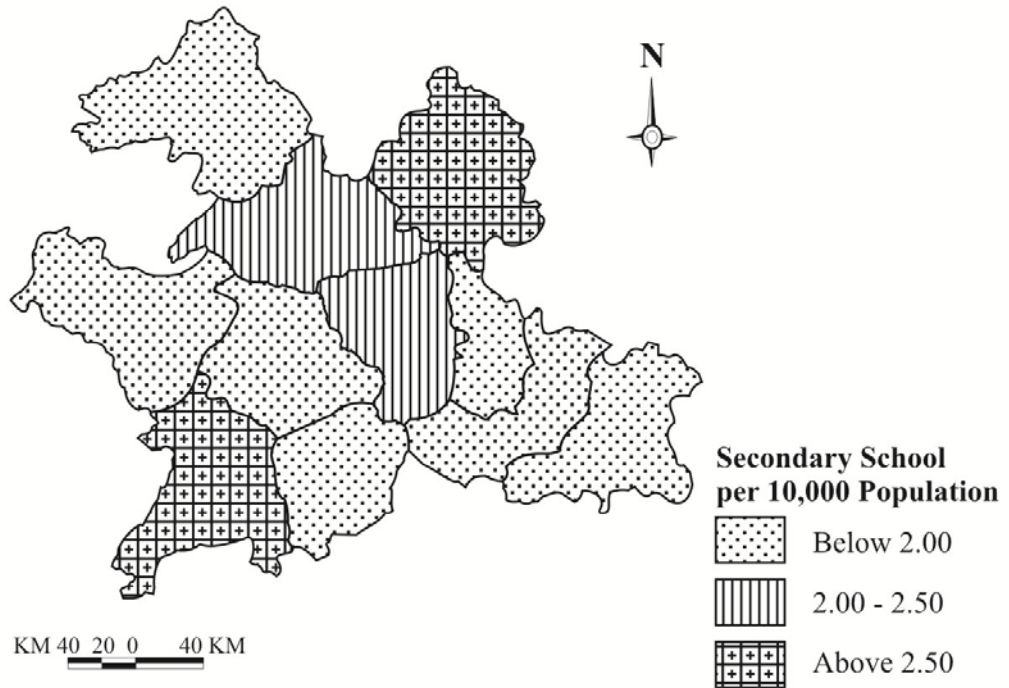 N
Secondary School
per 10,000 Population
Below 2.00
2.00 - 2.50
Above 2.50
KM 40 20 0 40 KM